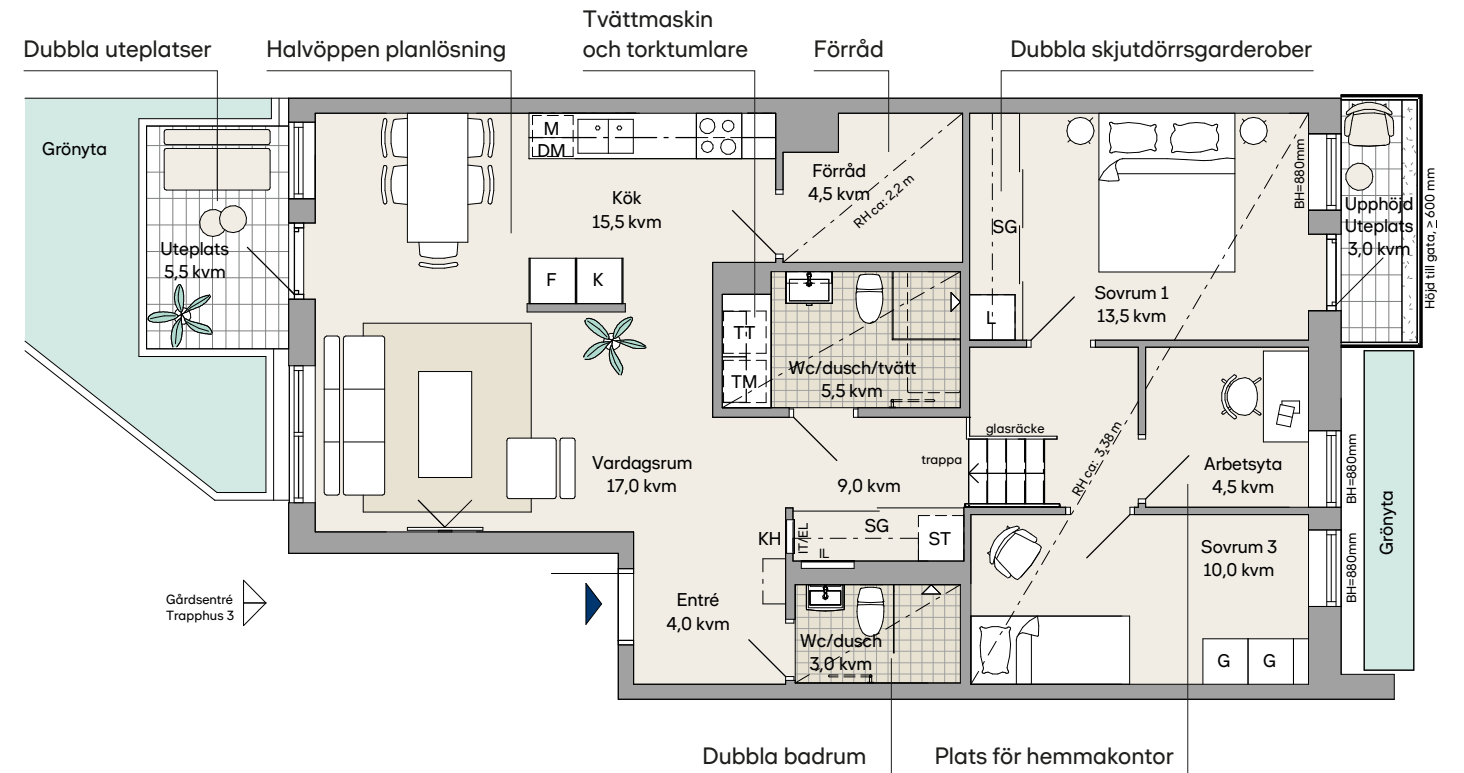 Tvättmaskin
och torktumlare
Dubbla uteplatser
Halvöppen planlösning
Förråd
Dubbla skjutdörrsgarderober
Grönyta
M
DM
Kök
15,5 kvm
Förråd
4,5 kvm
RH ca: 2,2 m
SG
BH=880mm
Upphöjd
Uteplats
3,0 kvm
Höjd till gata, ≥ 600 mm
Uteplats
5,5 kvm
F
K
Sovrum 1
13,5 kvm
L
TT
TM
Wc/dusch/tvätt
5,5 kvm
glasräcke
trappa
RH ca: 3,38 m
Vardagsrum
17,0 kvm
9,0 kvm
Arbetsyta
4,5 kvm
BH=880mm
Grönyta
KH
IT/EL
SG
ST
IL
Sovrum 3
10,0 kvm
BH=880mm
Gårdsentré
Trapphus 3
Entré
4,0 kvm
Wc/dusch
3,0 kvm
G
G
Dubbla badrum
Plats för hemmakontor